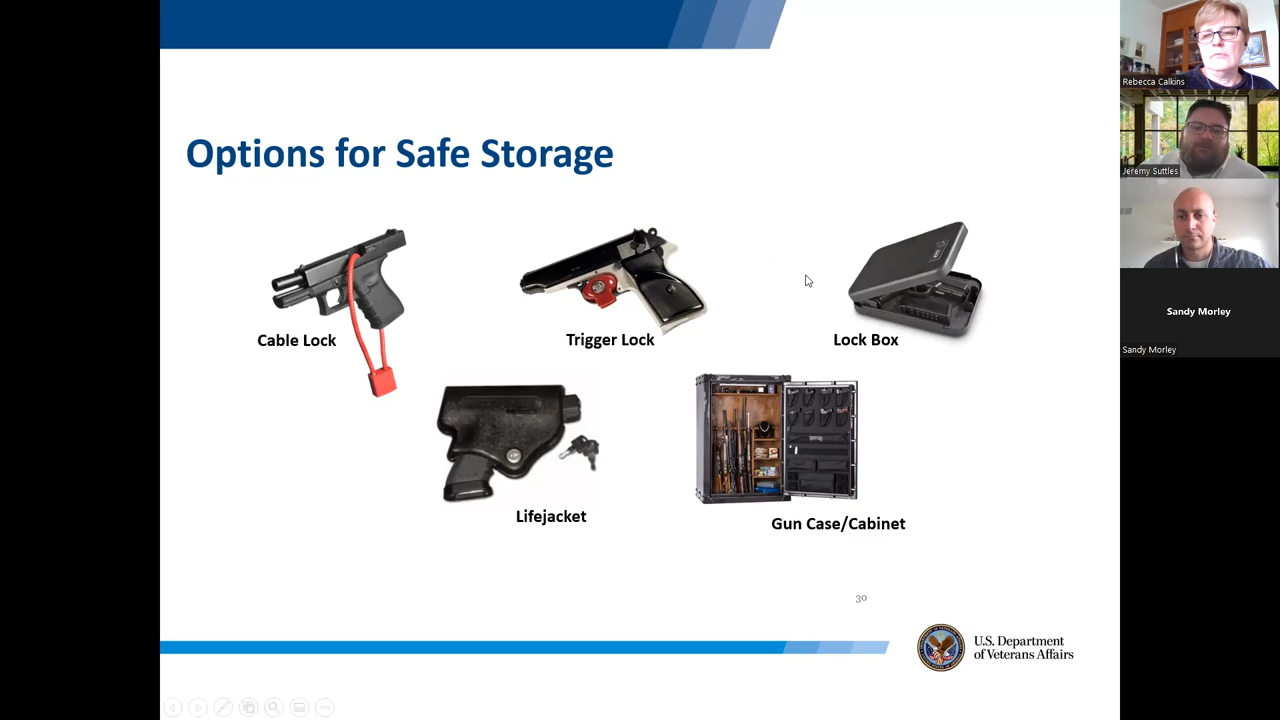 Options for Safe Storage
Cable Lock
Trigger Lock
Lock Box
Lifejacket
Gun Case/Cabinet
30
U.S. Department
of Veterans Affairs
Rebecca Calkins
Jeremy Suttles
Sandy Morley
Sandy Morley